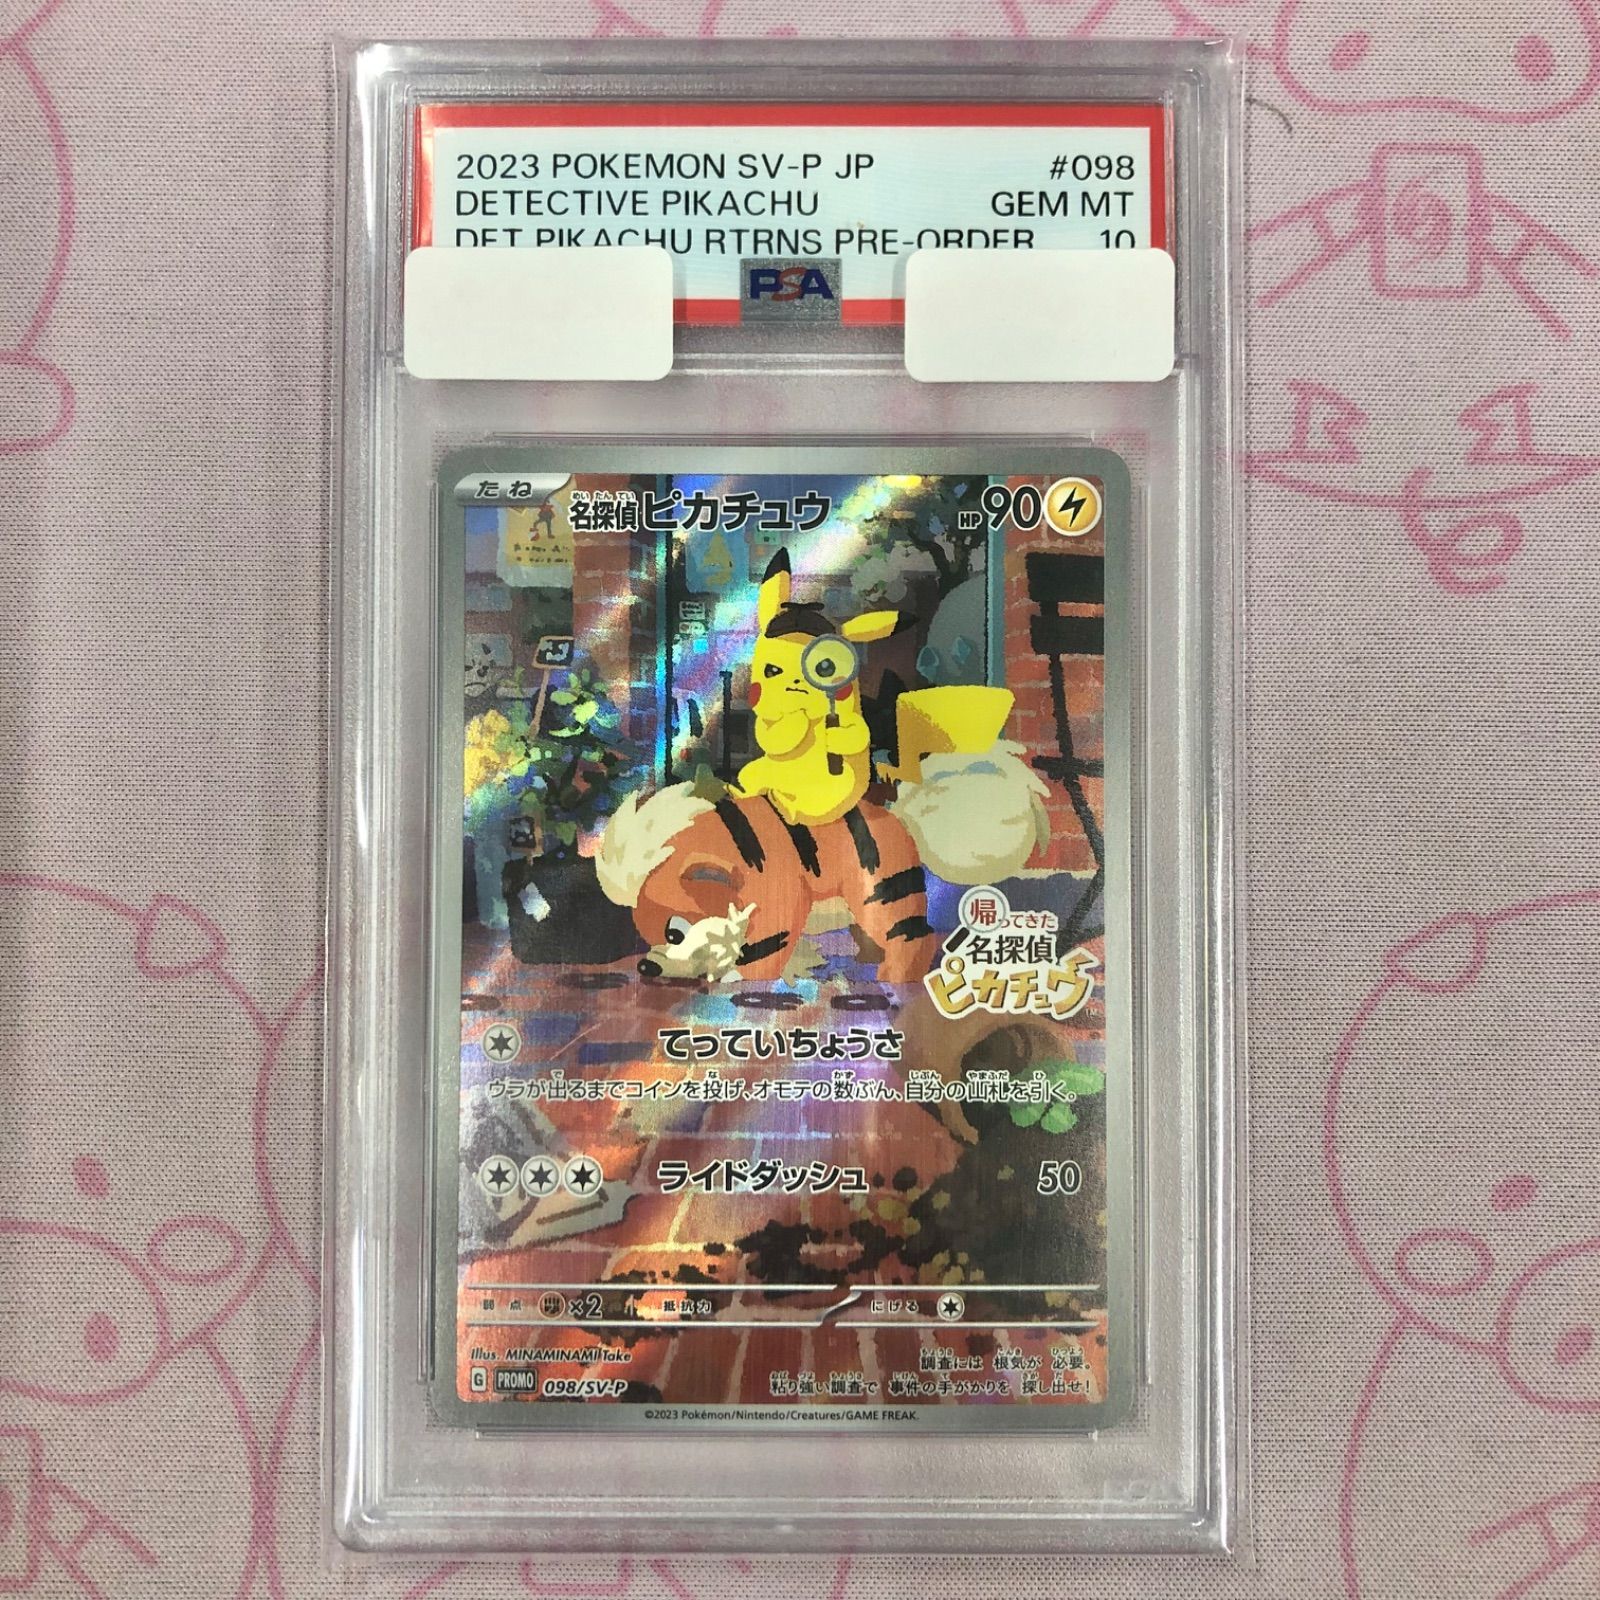 2023 POKEMON SV-P JP #098
DETECTIVE PIKACHU GEM MT
DET PIKACHU RTRNS PRE-ORDER 10
PSA
たね 名探偵ピカチュウ HP90
めいたんてい
帰ってきた
名探偵
ピカチュウ
TM
てっていちょうさ
ウラが出るまでコインを投げ、オモテの数ぶん、自分の山札を引く。
ライドダッシュ 50
弱点 ×2 抵抗力 にげる
Illus. MINAMINAMI Take
調査には根気が必要。
粘り強い調査で事件の手がかりを探し出せ!
G PROMO 098/SV-P
©2023 Pokémon/Nintendo/Creatures/GAME FREAK.